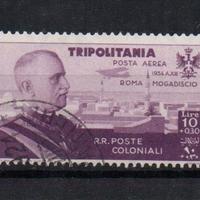 TRIPOLITANIA
POSTA AEREA
1934.A.XII
ROMA MOGADISCIO
Lire
10
+0.30
R.R. POSTE
COLONIALI